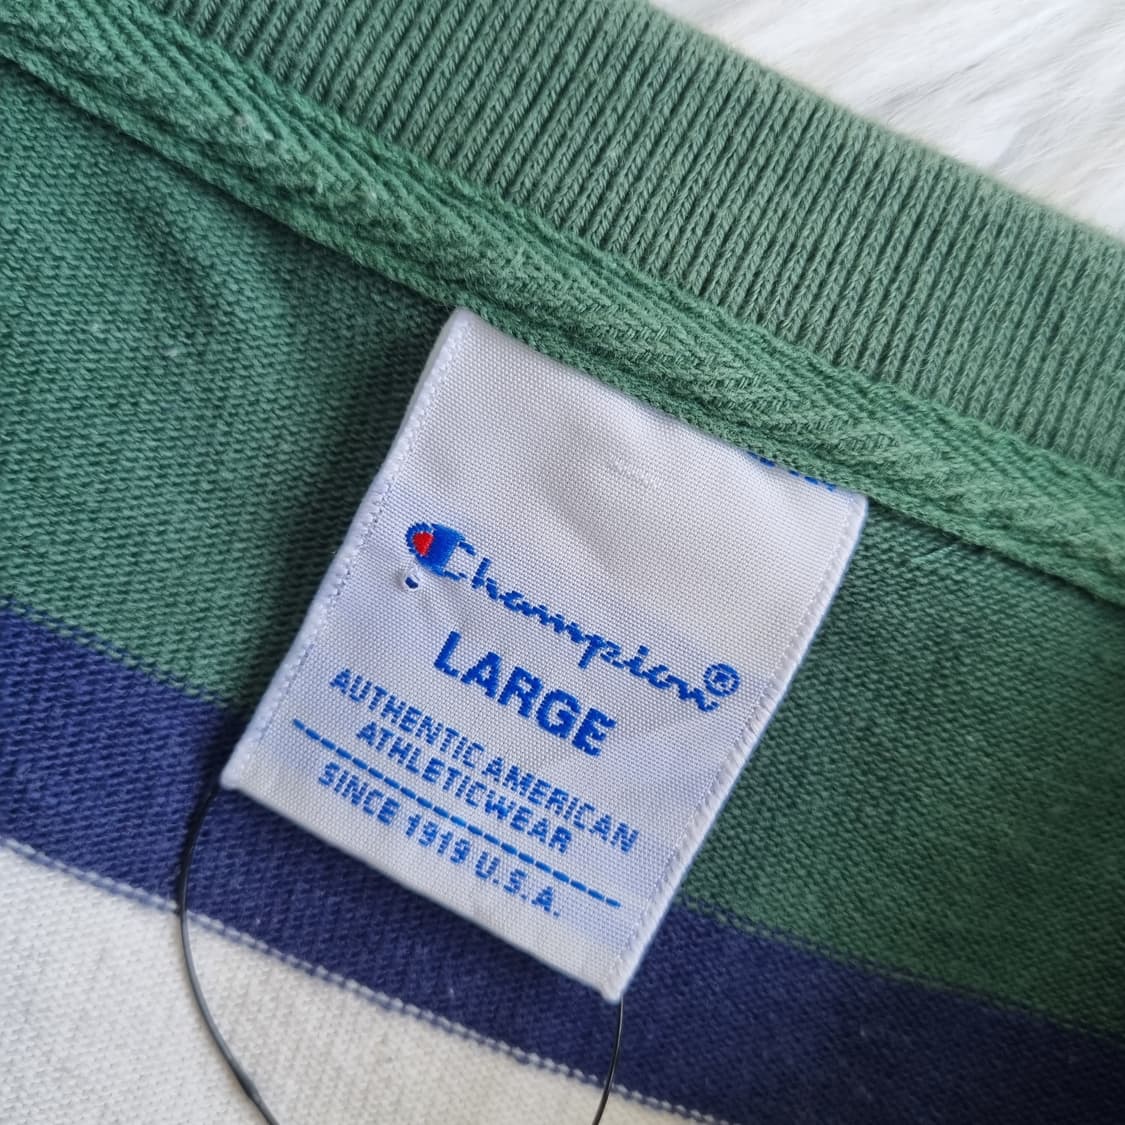 Champion®
LARGE
AUTHENTIC AMERICAN
ATHLETICWEAR
SINCE 1919 U.S.A.